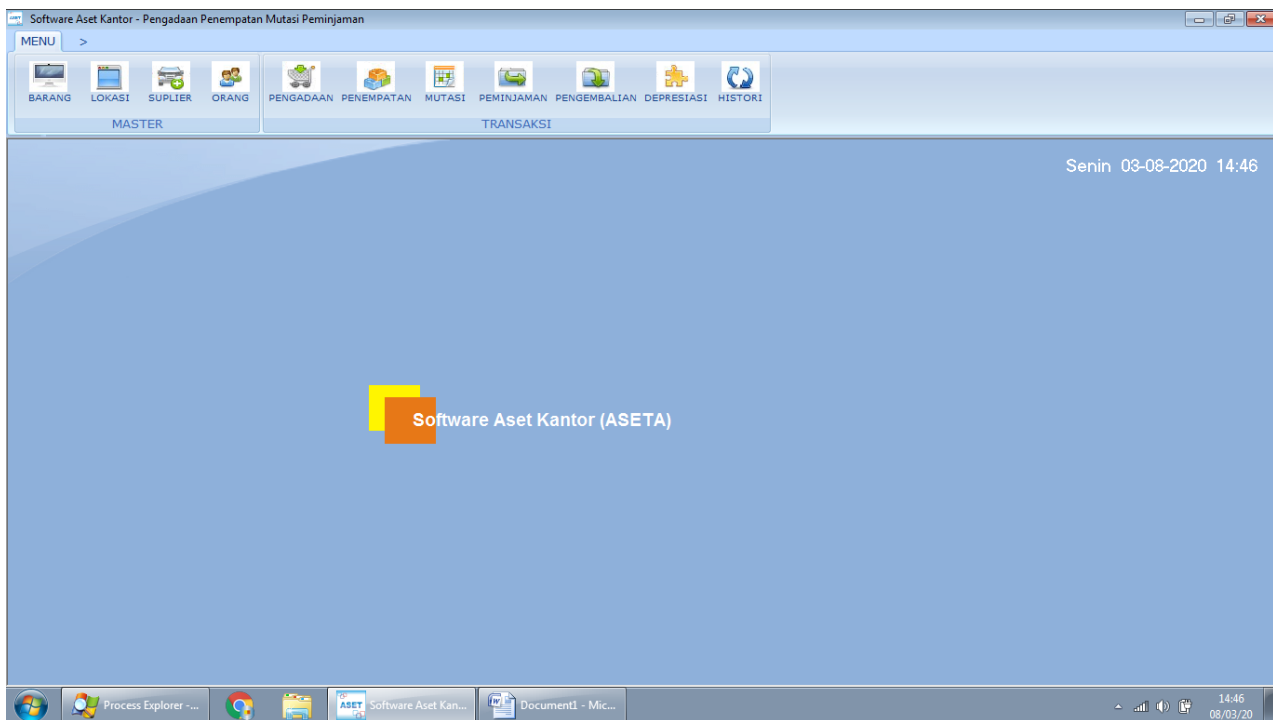 Software Aset Kantor - Pengadaan Penempatan Mutasi Peminjaman
MENU >
BARANG LOKASI SUPLIER ORANG PENGADAAN PENEMPATAN MUTASI PEMINJAMAN PENGEMBALIAN DEPRESIASI HISTORI
MASTER TRANSAKSI
Senin 03-08-2020 14:46
Software Aset Kantor (ASETA)
Process Explorer -... ASET Software Aset Kan... Document1 - Mic... 14:46
08/03/20